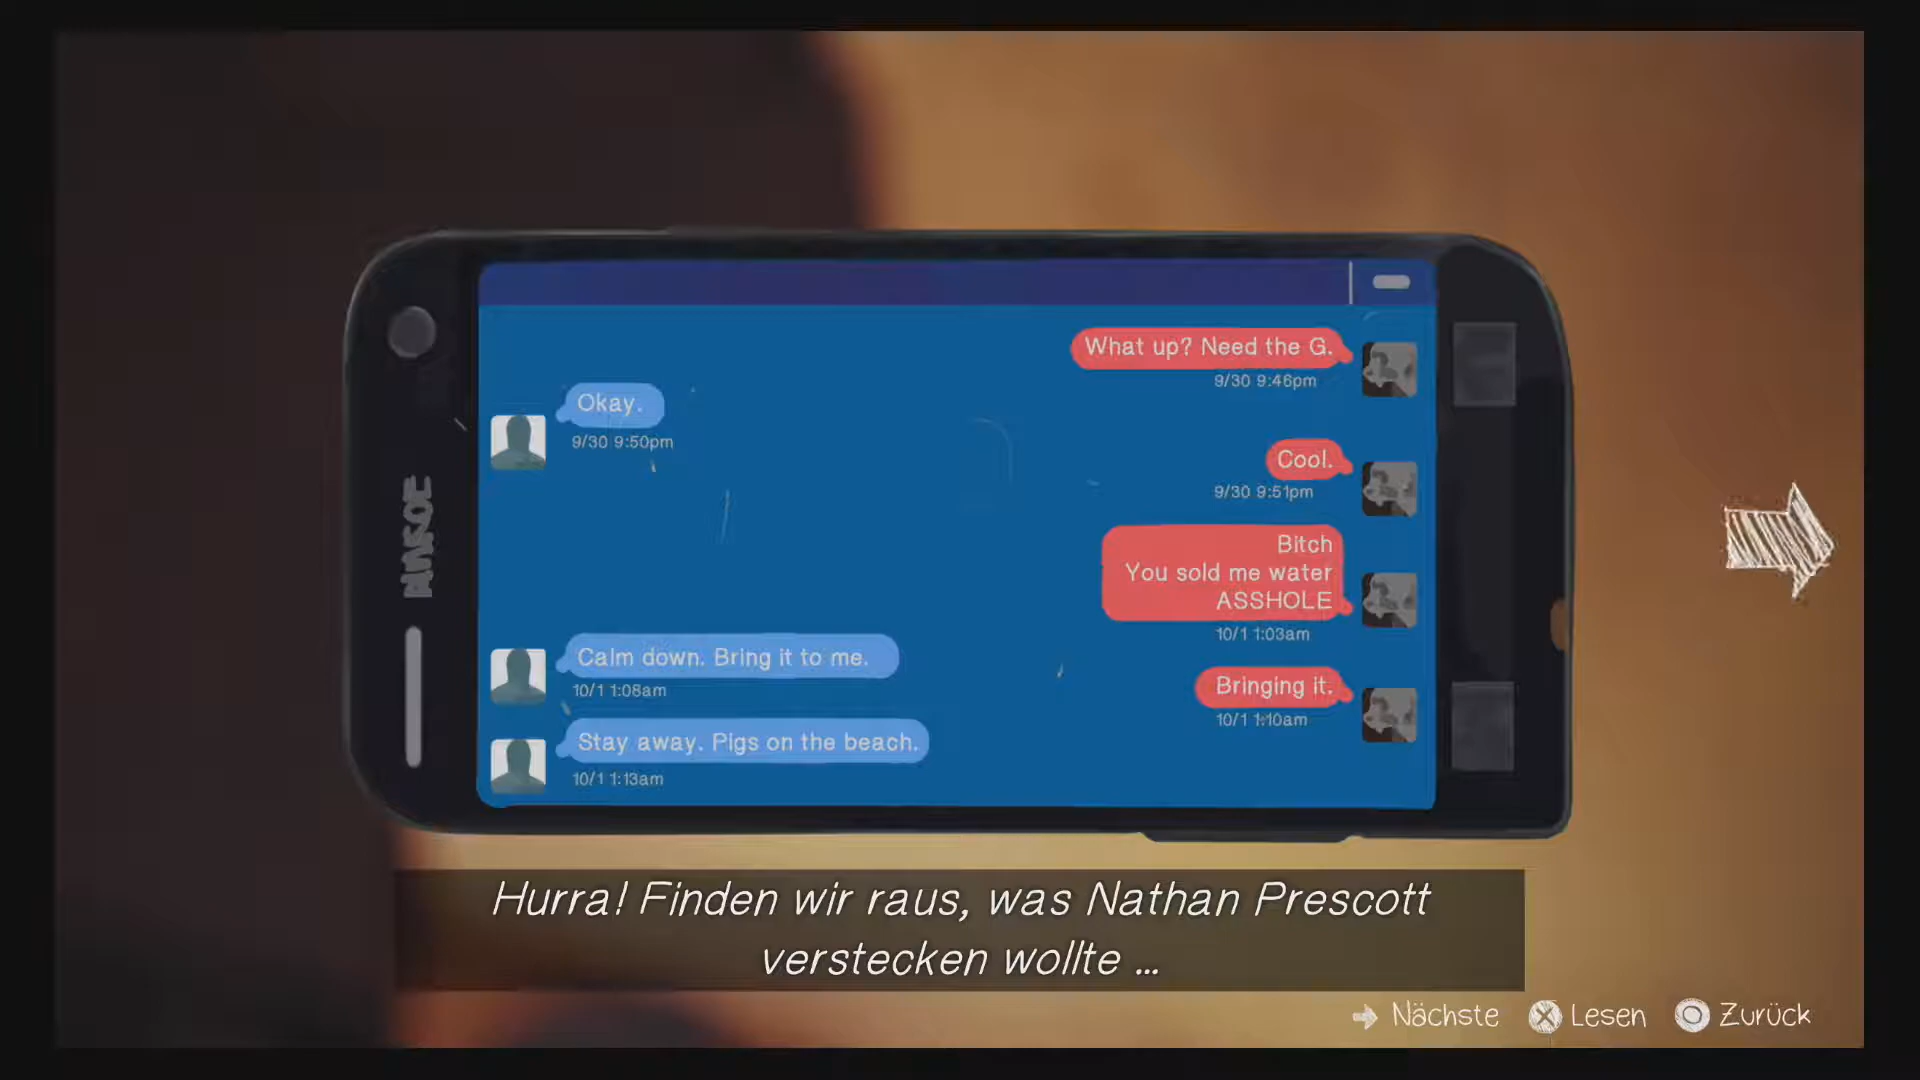 What up? Need the G.
9/30 9:46pm
Okay.
9/30 9:50pm
Cool.
9/30 9:51pm
Bitch
You sold me water
ASSHOLE
10/1 1:03am
Calm down. Bring it to me.
10/1 1:08am
Bringing it.
10/1 1:10am
Stay away. Pigs on the beach.
10/1 1:13am
Hurra! Finden wir raus, was Nathan Prescott
verstecken wollte ...
Nächste
Lesen
Zurück